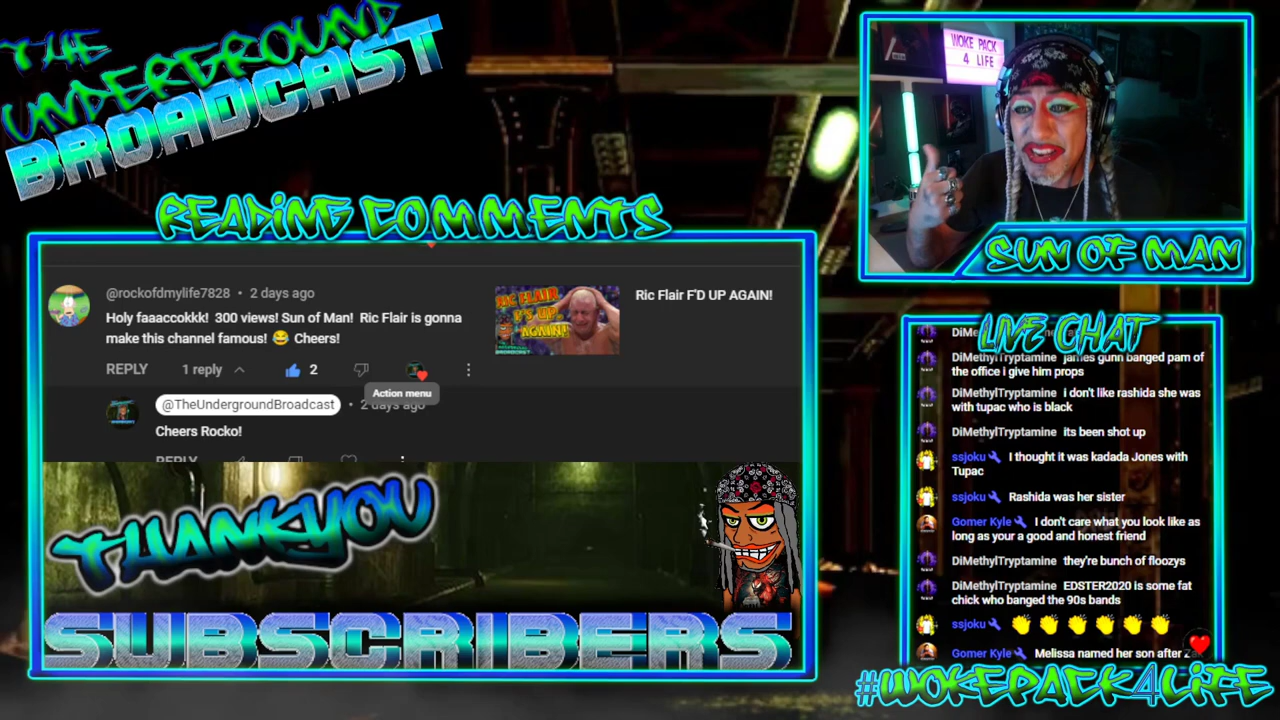 THE
UNDERGROUND
BROADCAST
WOKE PACK
4 LIFE
SUN OF MAN
READING COMMENTS
@rockofdmylife7828 • 2 days ago
Holy faaaccokkk! 300 views! Sun of Man! Ric Flair is gonna
make this channel famous! 😂 Cheers!
REPLY 1 reply 2
Action menu
@TheUndergroundBroadcast • 2 days ago
Cheers Rocko!
REPLY
RIC FLAIR
F'S UP
AGAIN!
BROADCAST
Ric Flair F'D UP AGAIN!
THANKYOU
SUBSCRIBERS
LIVE CHAT
DiMethylTryptamine james gunn banged pam of
the office i give him props
DiMethylTryptamine i don't like rashida she was
with tupac who is black
DiMethylTryptamine its been shot up
ssjoku I thought it was kadada Jones with
Tupac
ssjoku Rashida was her sister
Gomer Kyle I don't care what you look like as
long as your a good and honest friend
DiMethylTryptamine they're bunch of floozys
DiMethylTryptamine EDSTER2020 is some fat
chick who banged the 90s bands
ssjoku 👏 👏 👏 👏 👏 👏
Gomer Kyle Melissa named her son after
#WOKEPACK4LIFE